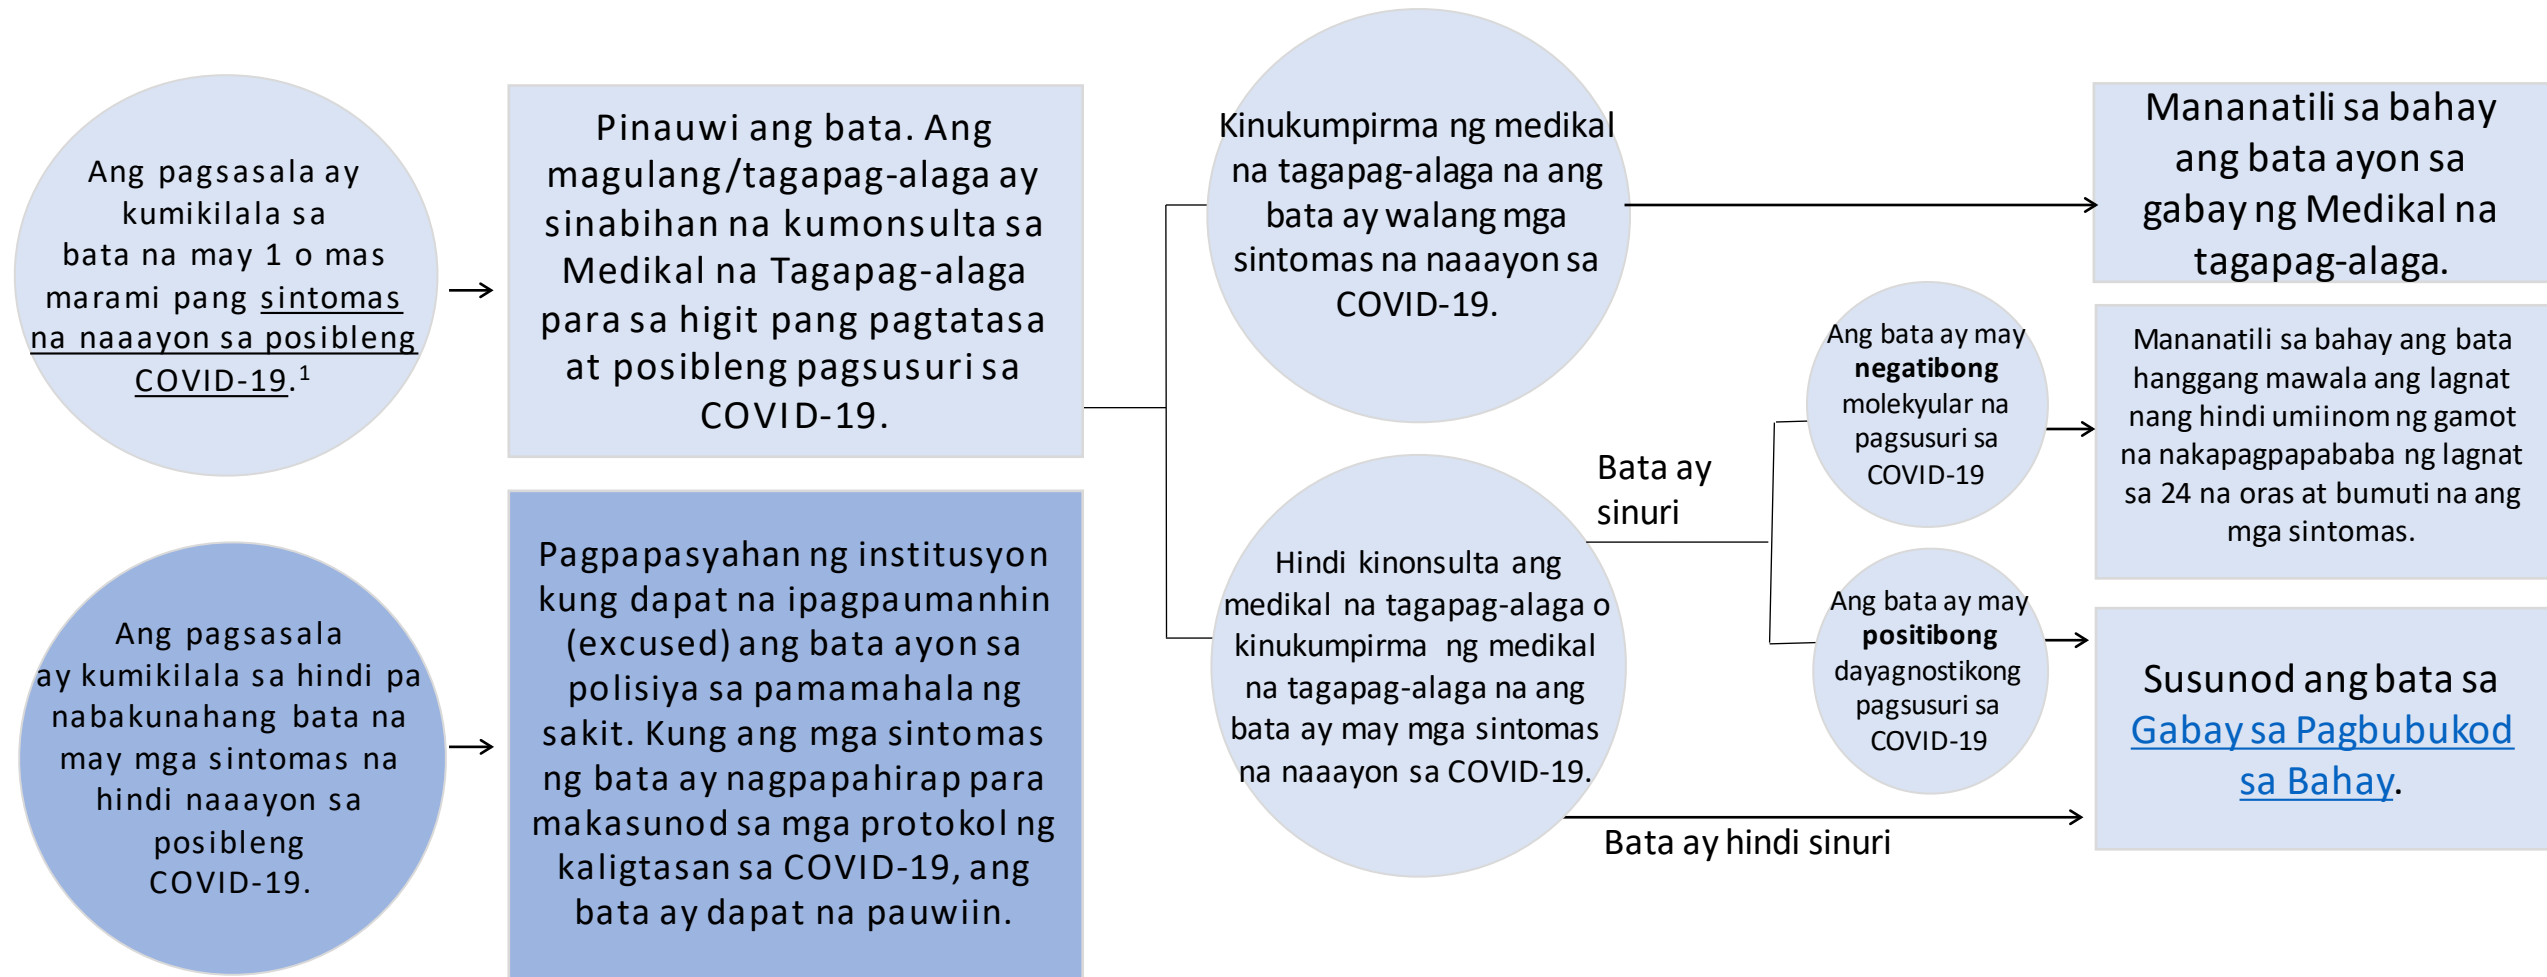 Ang pagsasala ay
kumikilala sa
bata na may 1 o mas
marami pang sintomas
na naaayon sa posibleng
COVID-19.¹
Pinauwi ang bata. Ang
magulang/tagapag-alaga ay
sinabihan na kumonsulta sa
Medikal na Tagapag-alaga
para sa higit pang pagtatasa
at posibleng pagsusuri sa
COVID-19.
Kinukumpirma ng medikal
na tagapag-alaga na ang
bata ay walang mga
sintomas na naaayon sa
COVID-19.
Mananatili sa bahay
ang bata ayon sa
gabay ng Medikal na
tagapag-alaga.
Ang pagsasala
ay kumikilala sa hindi pa
nabakunahang bata na
may mga sintomas na
hindi naaayon sa
posibleng
COVID-19.
Pagpapasyahan ng institusyon
kung dapat na ipagpaumanhin
(excused) ang bata ayon sa
polisiya sa pamamahala ng
sakit. Kung ang mga sintomas
ng bata ay nagpapahirap para
makasunod sa mga protokol ng
kaligtasan sa COVID-19, ang
bata ay dapat na pauwiin.
Hindi kinonsulta ang
medikal na tagapag-alaga o
kinukumpirma ng medikal
na tagapag-alaga na ang
bata ay may mga sintomas
na naaayon sa COVID-19.
Bata ay
sinuri
Ang bata ay may
negatibong
molekyular na
pagsusuri sa
COVID-19
Mananatili sa bahay ang bata
hanggang mawala ang lagnat
nang hindi umiinom ng gamot
na nakapagpapababa ng lagnat
sa 24 na oras at bumuti na ang
mga sintomas.
Ang bata ay may
positibong
dayagnostikong
pagsusuri sa
COVID-19
Bata ay hindi sinuri
Susunod ang bata sa
Gabay sa Pagbubukod
sa Bahay.